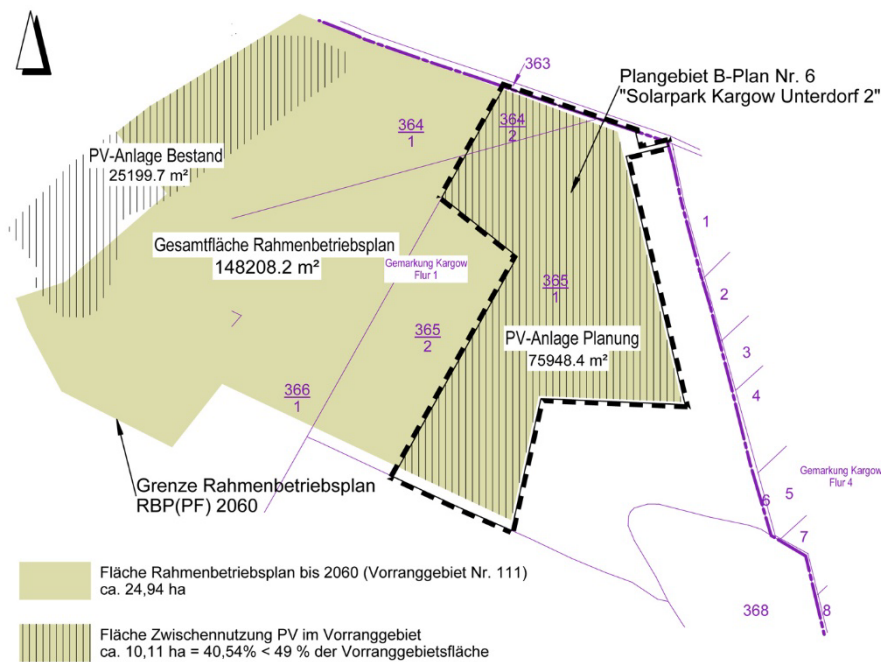 363
Plangebiet B-Plan Nr. 6
"Solarpark Kargow Unterdorf 2"
364
1
364
2
PV-Anlage Bestand
25199.7 m²
1
Gesamtfläche Rahmenbetriebsplan
148208.2 m²
Gemarkung Kargow
Flur 1
365
1
2
365
2
PV-Anlage Planung
75948.4 m²
3
366
1
4
Grenze Rahmenbetriebsplan
RBP(PF) 2060
Gemarkung Kargow
Flur 4
6
5
7
Fläche Rahmenbetriebsplan bis 2060 (Vorranggebiet Nr. 111)
ca. 24,94 ha
368
8
Fläche Zwischennutzung PV im Vorranggebiet
ca. 10,11 ha = 40,54% < 49 % der Vorranggebietsfläche